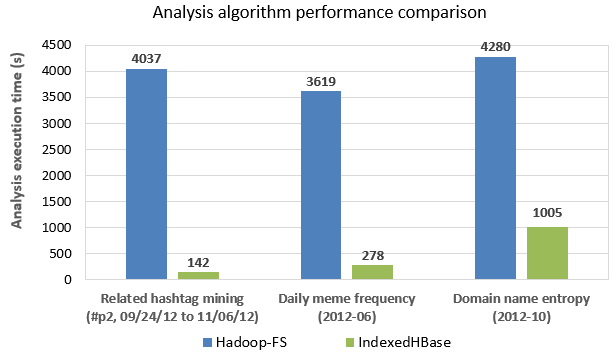 Analysis algorithm performance comparison
Analysis execution time (s)
4500
4000
3500
3000
2500
2000
1500
1000
500
0
4037
142
3619
278
4280
1005
Related hashtag mining
(#p2, 09/24/12 to 11/06/12)
Daily meme frequency
(2012-06)
Domain name entropy
(2012-10)
Hadoop-FS
IndexedHBase